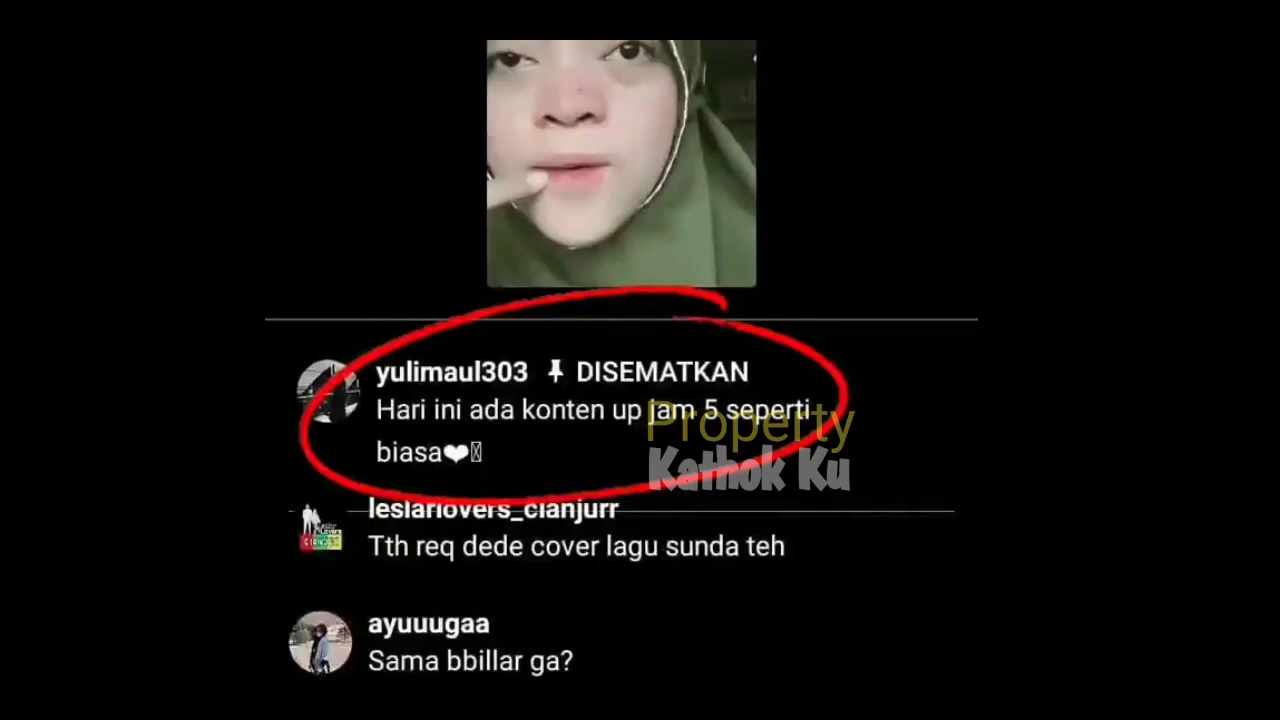 yulimaul303 DISEMATKAN
Hari ini ada konten up jam 5 seperti
biasa❤
Property
Kathok Ku
leslarlovers_cianjurr
Tth req dede cover lagu sunda teh
ayuuugaa
Sama bbillar ga?